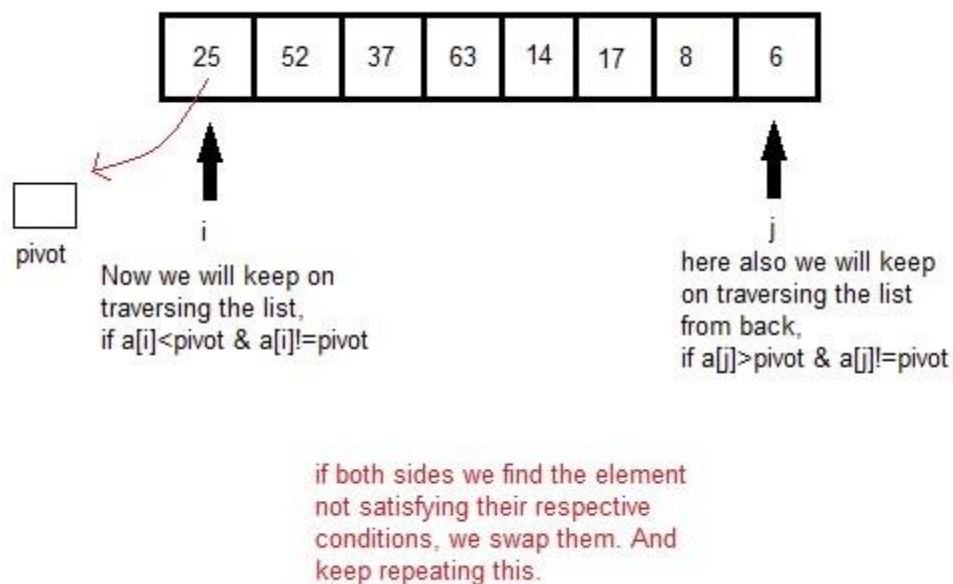 25 52 37 63 14 17 8 6
pivot
i
Now we will keep on
traversing the list,
if a[i]<pivot & a[i]!=pivot
j
here also we will keep
on traversing the list
from back,
if a[j]>pivot & a[j]!=pivot
if both sides we find the element
not satisfying their respective
conditions, we swap them. And
keep repeating this.